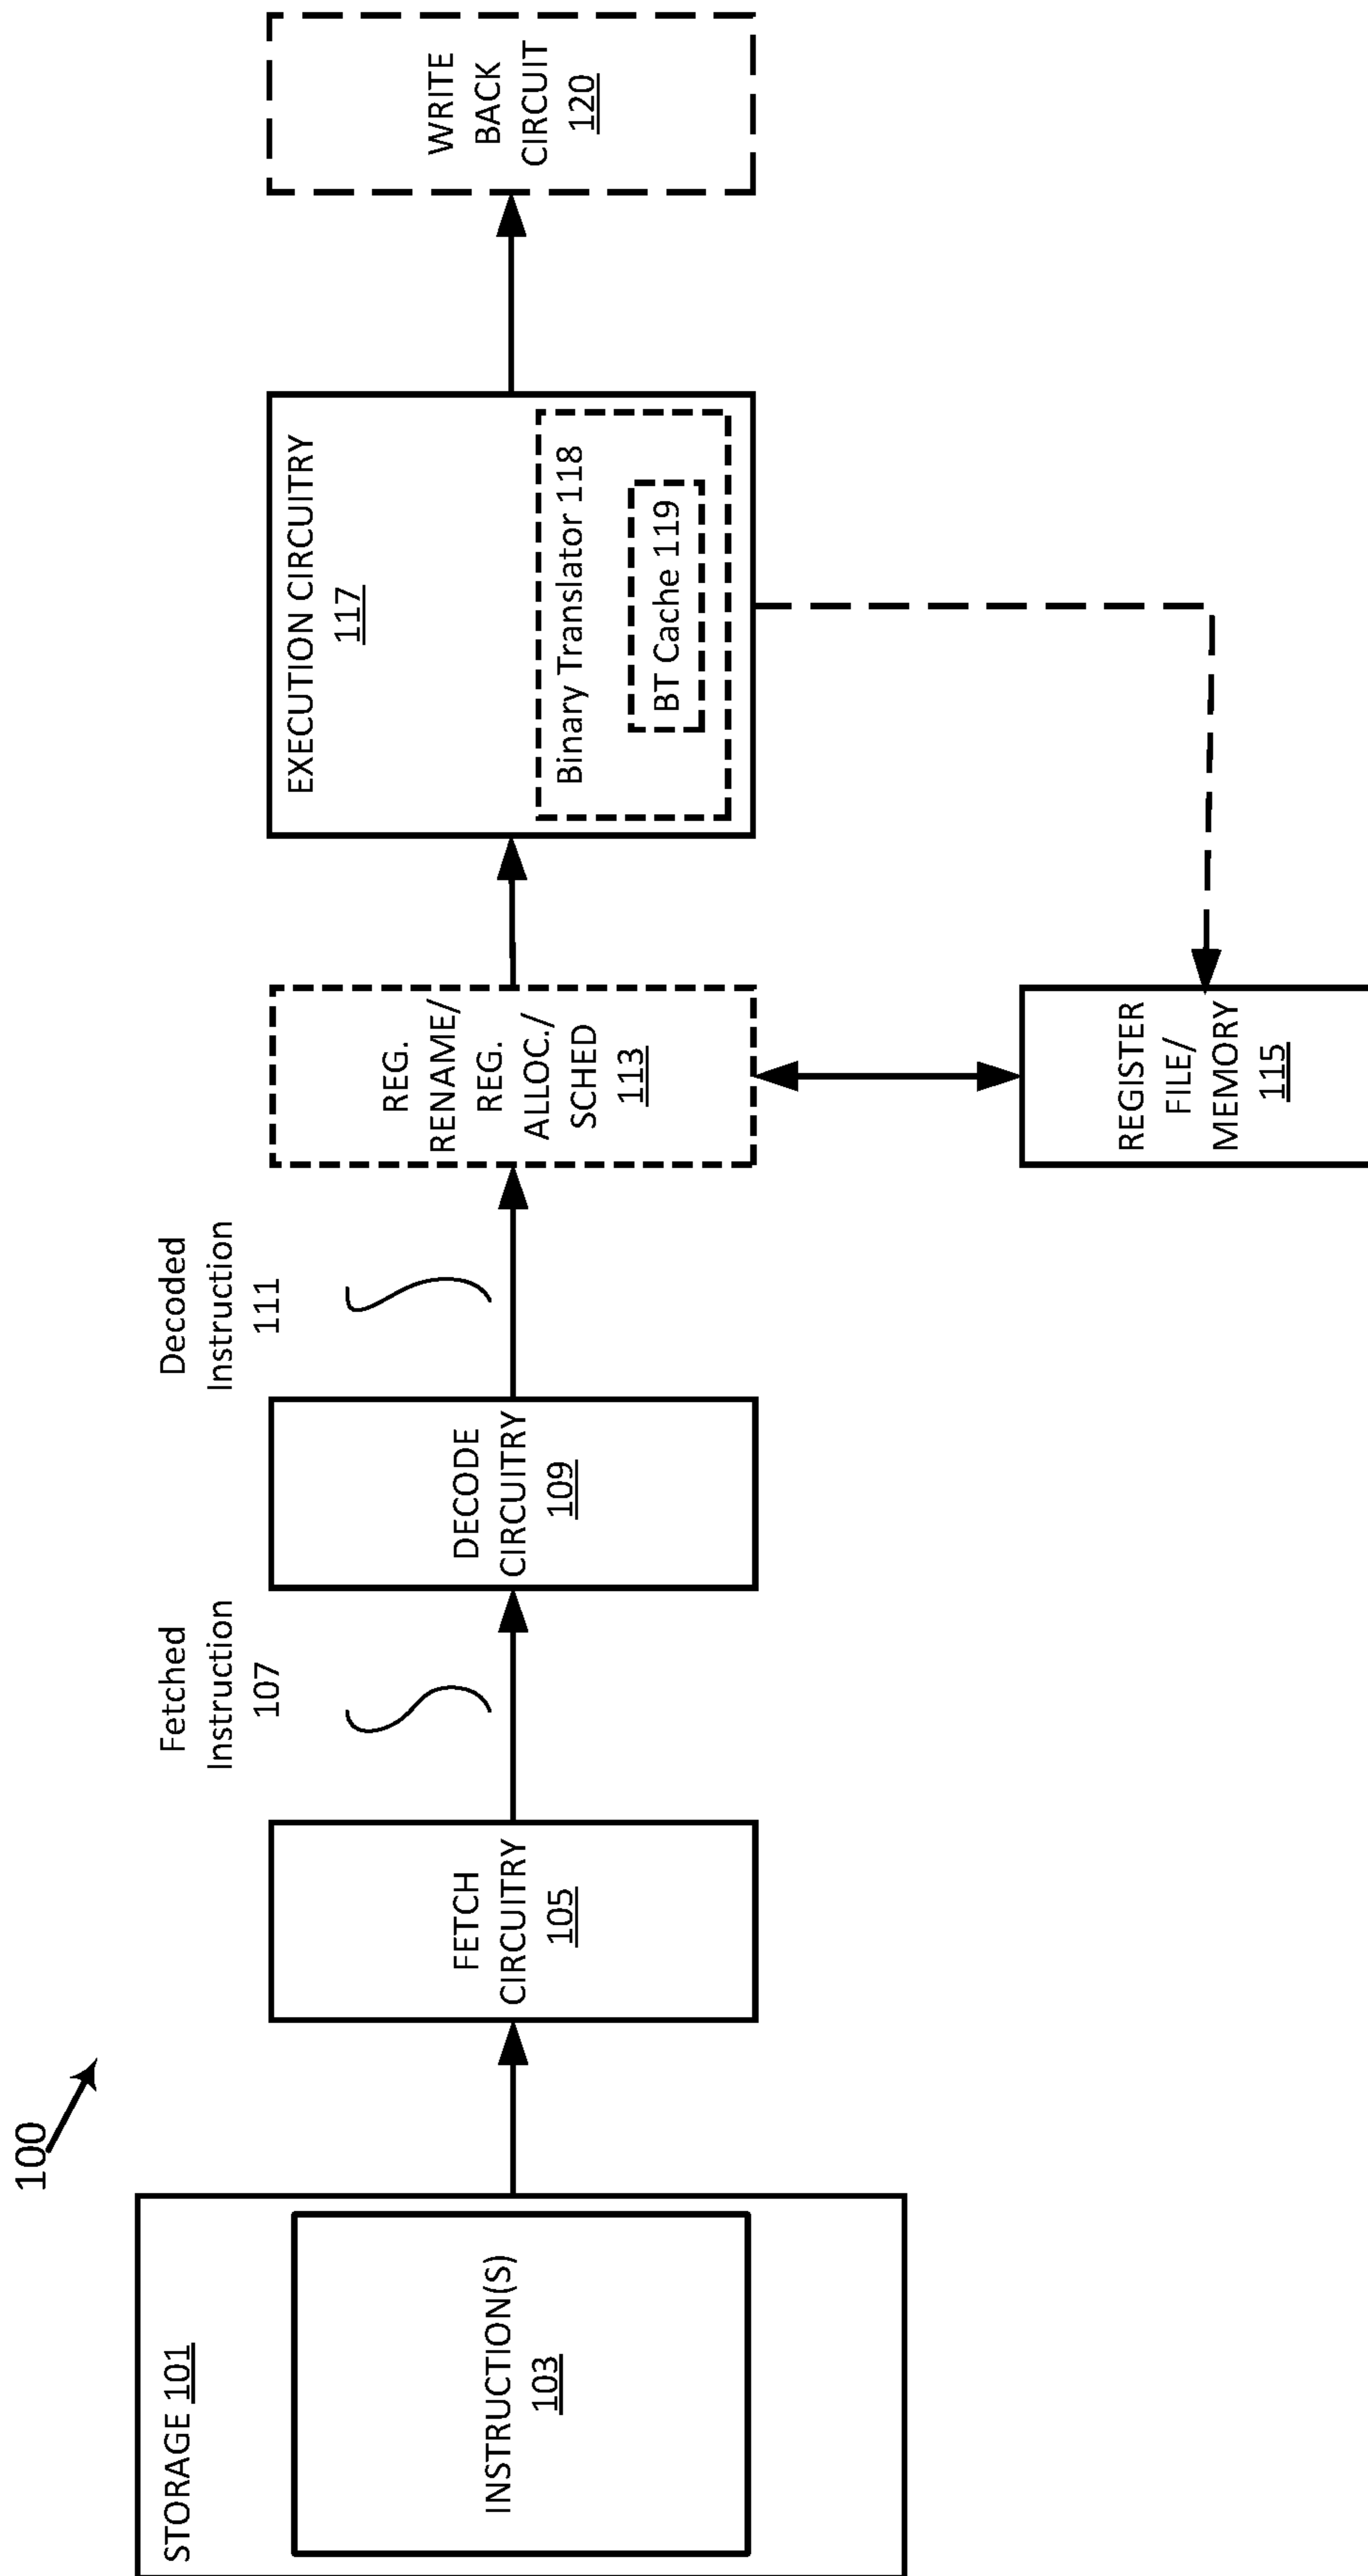 100
STORAGE 101
INSTRUCTION(S)
103
FETCH
CIRCUITRY
105
Fetched
Instruction
107
DECODE
CIRCUITRY
109
Decoded
Instruction
111
REG.
RENAME/
REG.
ALLOC./
SCHED
113
REGISTER
FILE/
MEMORY
115
EXECUTION CIRCUITRY
117
Binary Translator 118
BT Cache 119
WRITE
BACK
CIRCUIT
120